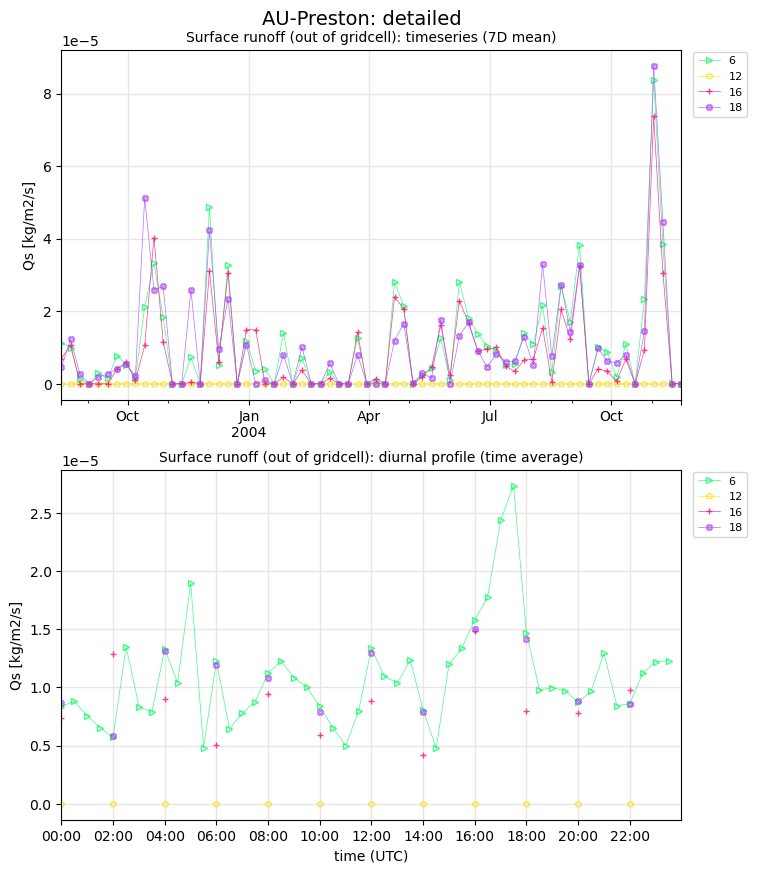 AU-Preston: detailed
Surface runoff (out of gridcell): timeseries (7D mean)
1e−5
8
6
4
2
0
Qs [kg/m2/s]
Oct
Jan
2004
Apr
Jul
Oct
6
12
16
18
Surface runoff (out of gridcell): diurnal profile (time average)
1e−5
2.5
2.0
1.5
1.0
0.5
0.0
Qs [kg/m2/s]
00:00
02:00
04:00
06:00
08:00
10:00
12:00
14:00
16:00
18:00
20:00
22:00
time (UTC)
6
12
16
18